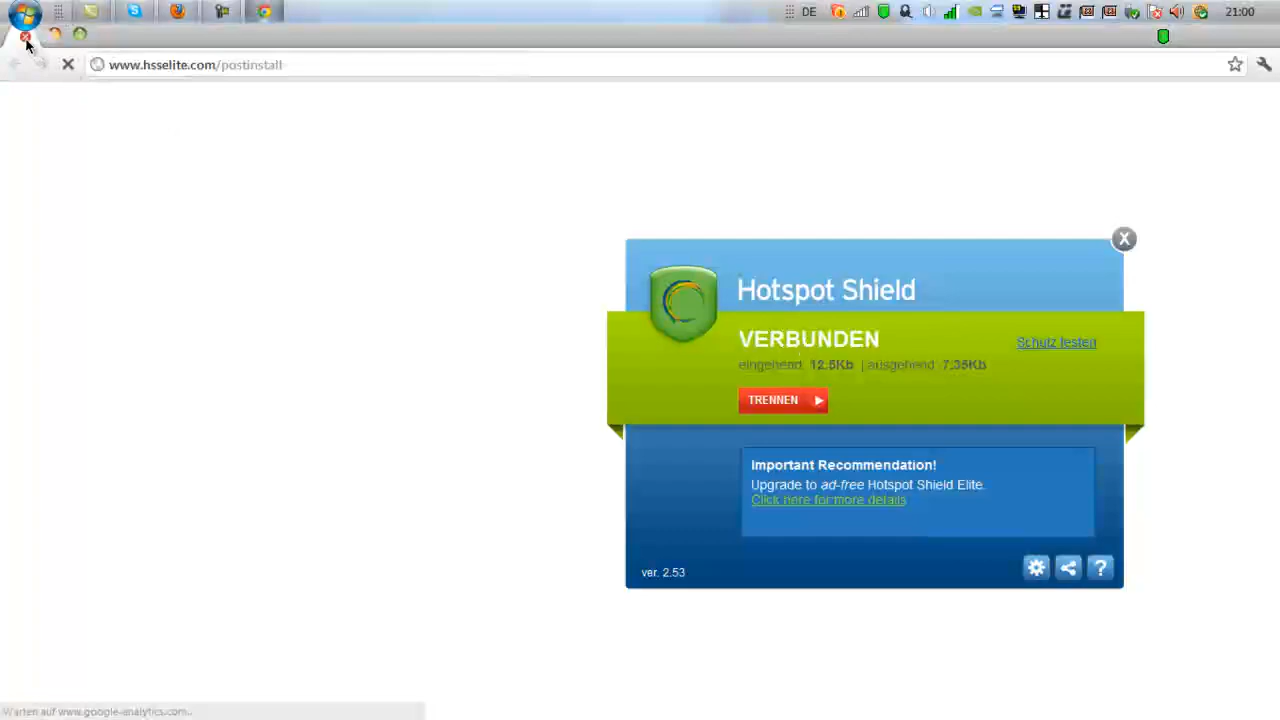 DE
21:00
www.hsselite.com/postinstall
X
Hotspot Shield
VERBUNDEN
Schutz testen
eingehend 12.5Kb | ausgehend 7.35Kb
TRENNEN
Important Recommendation!
Upgrade to ad-free Hotspot Shield Elite.
Click here for more details
ver. 2.53
?
Warten auf www.google-analytics.com...